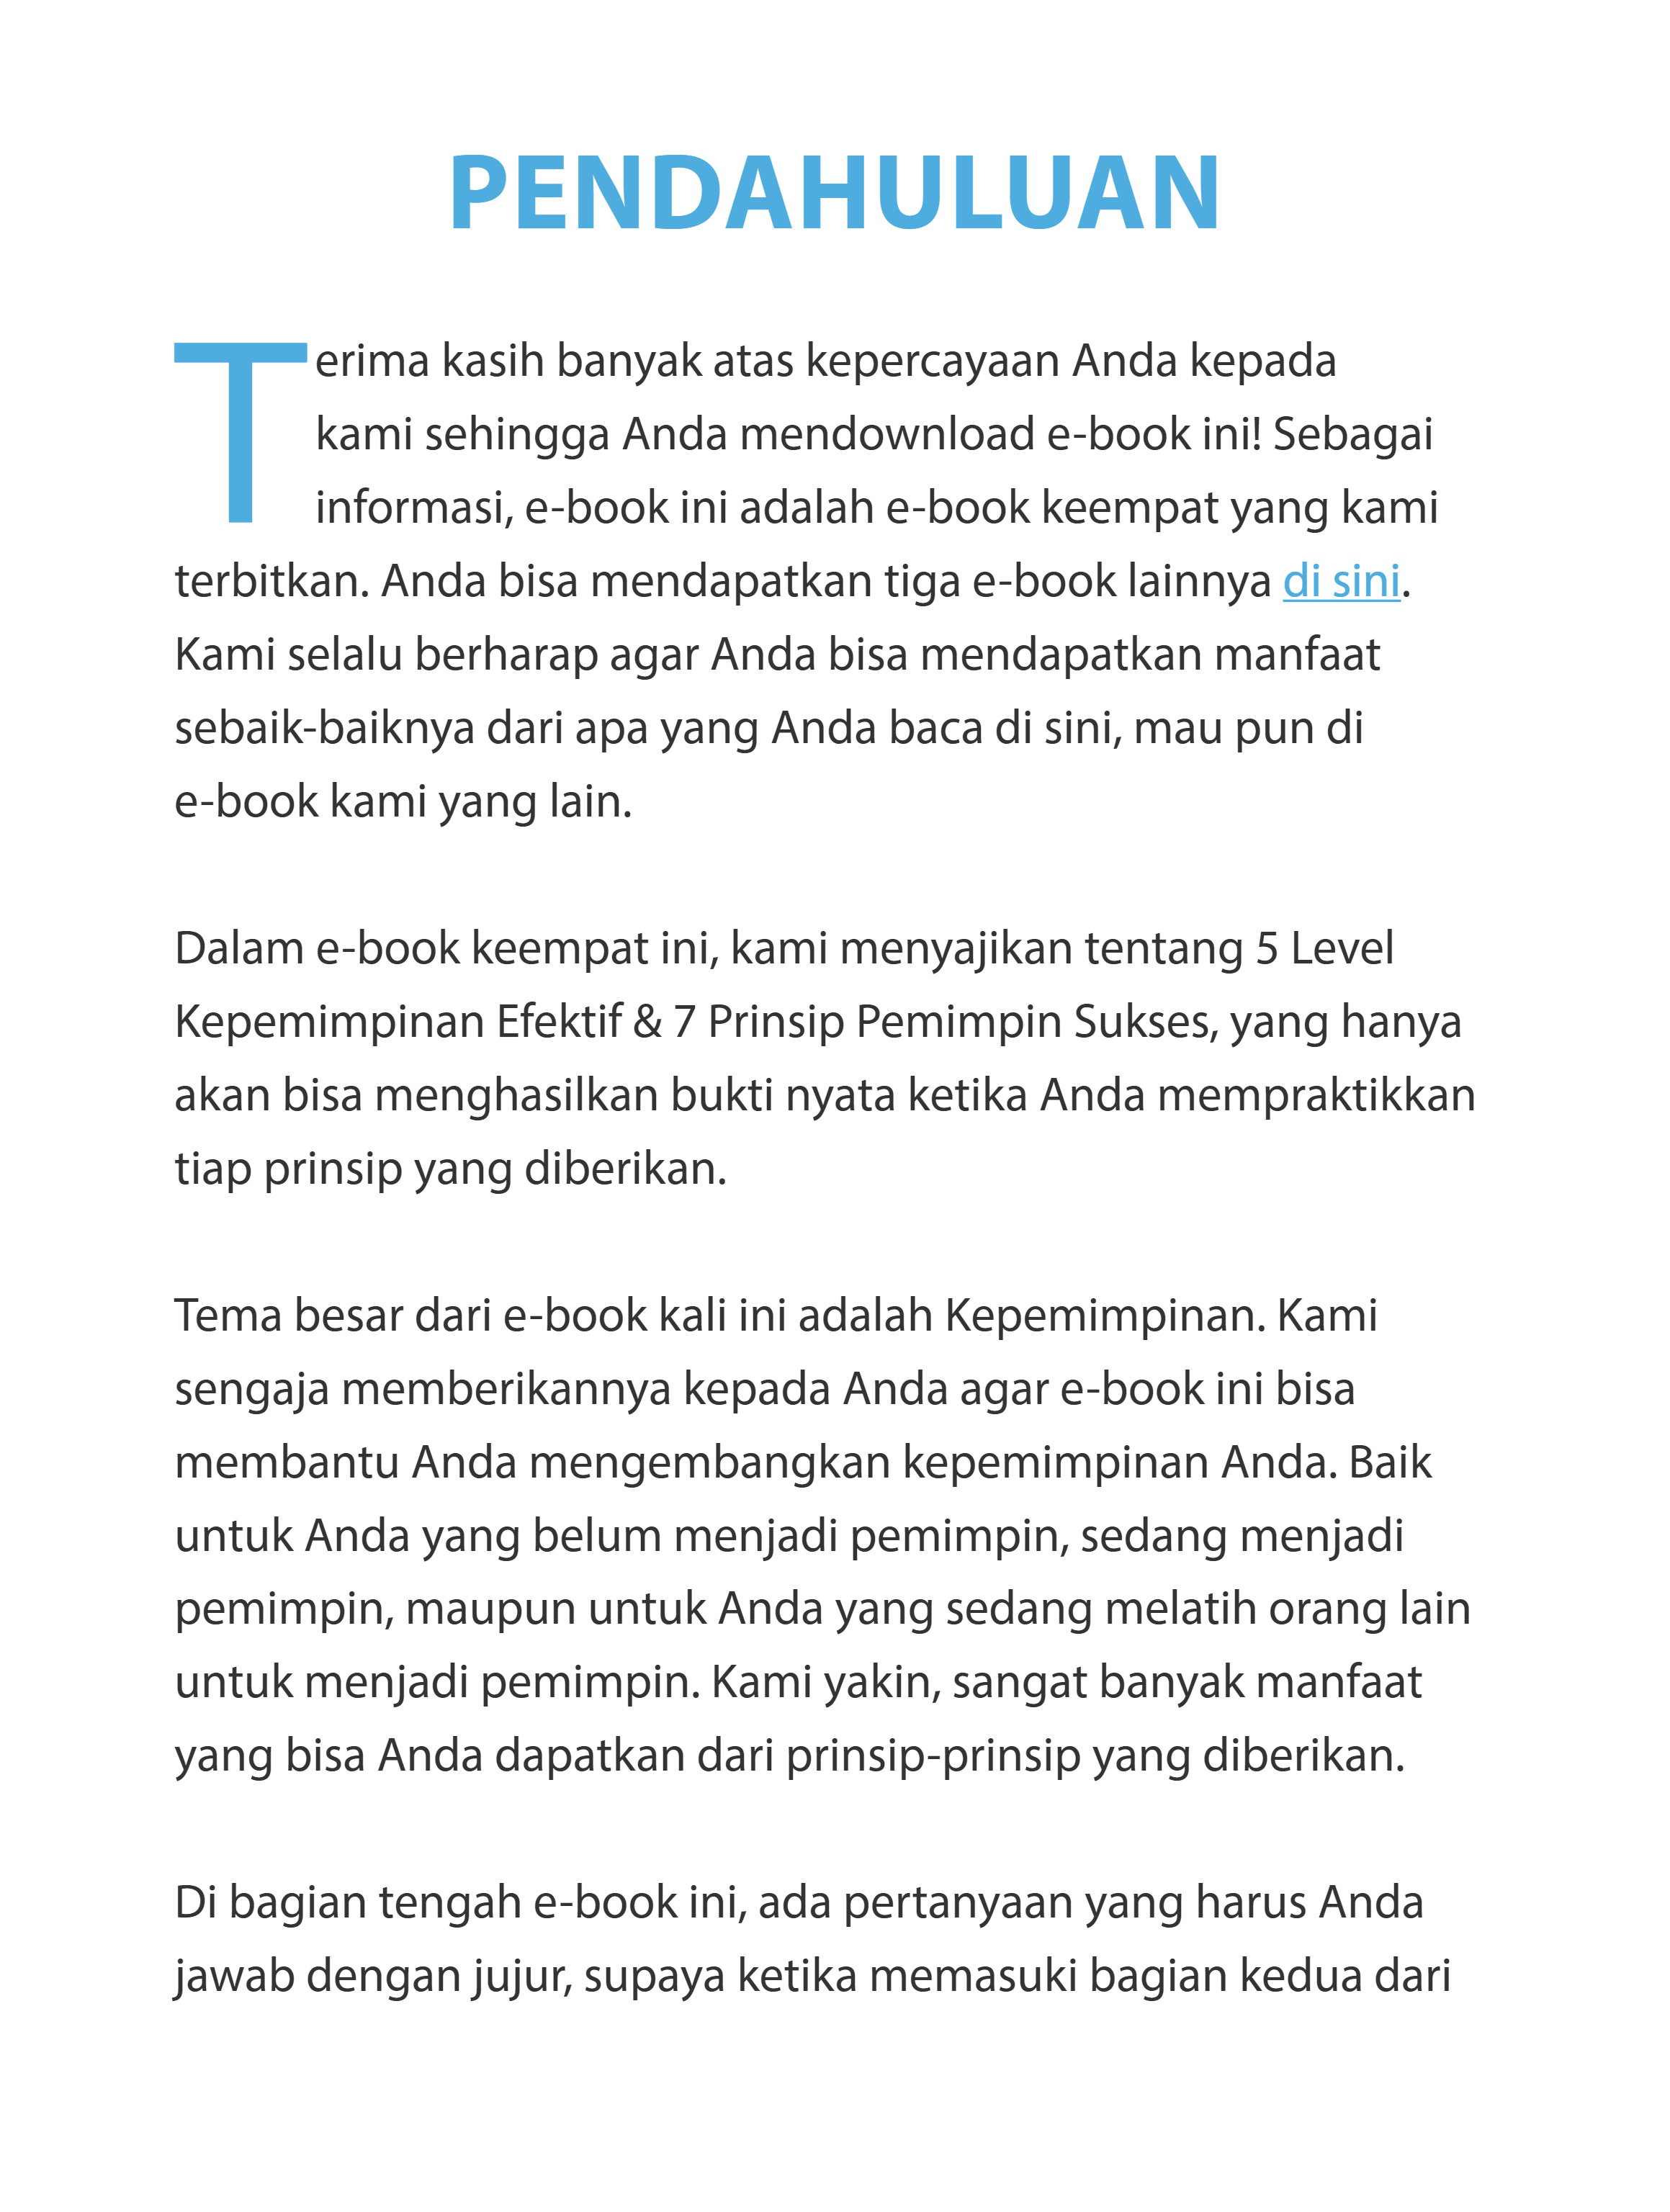 PENDAHULUAN
Terima kasih banyak atas kepercayaan Anda kepada
kami sehingga Anda mendownload e-book ini! Sebagai
informasi, e-book ini adalah e-book keempat yang kami
terbitkan. Anda bisa mendapatkan tiga e-book lainnya di sini.
Kami selalu berharap agar Anda bisa mendapatkan manfaat
sebaik-baiknya dari apa yang Anda baca di sini, mau pun di
e-book kami yang lain.
Dalam e-book keempat ini, kami menyajikan tentang 5 Level
Kepemimpinan Efektif & 7 Prinsip Pemimpin Sukses, yang hanya
akan bisa menghasilkan bukti nyata ketika Anda mempraktikkan
tiap prinsip yang diberikan.
Tema besar dari e-book kali ini adalah Kepemimpinan. Kami
sengaja memberikannya kepada Anda agar e-book ini bisa
membantu Anda mengembangkan kepemimpinan Anda. Baik
untuk Anda yang belum menjadi pemimpin, sedang menjadi
pemimpin, maupun untuk Anda yang sedang melatih orang lain
untuk menjadi pemimpin. Kami yakin, sangat banyak manfaat
yang bisa Anda dapatkan dari prinsip-prinsip yang diberikan.
Di bagian tengah e-book ini, ada pertanyaan yang harus Anda
jawab dengan jujur, supaya ketika memasuki bagian kedua dari